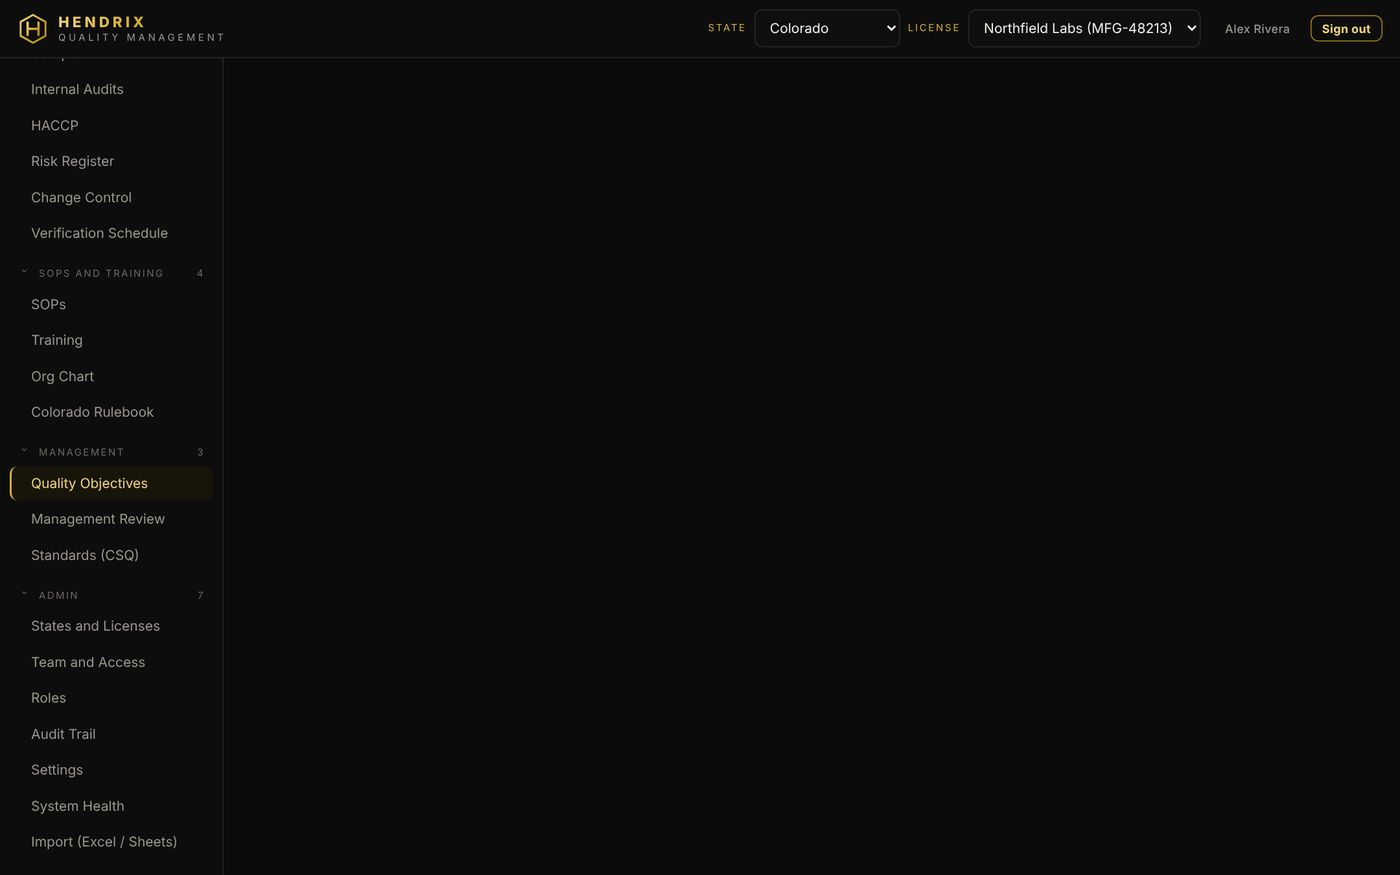 HENDRIX
QUALITY MANAGEMENT
STATE
Colorado
LICENSE
Northfield Labs (MFG-48213)
Alex Rivera
Sign out
Internal Audits
HACCP
Risk Register
Change Control
Verification Schedule
SOPS AND TRAINING 4
SOPs
Training
Org Chart
Colorado Rulebook
MANAGEMENT 3
Quality Objectives
Management Review
Standards (CSQ)
ADMIN 7
States and Licenses
Team and Access
Roles
Audit Trail
Settings
System Health
Import (Excel / Sheets)